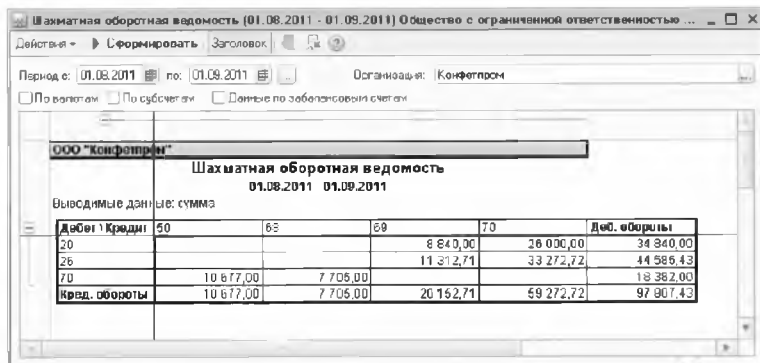 Шахматная оборотная ведомость (01.08.2011 - 01.09.2011) Общество с ограниченной ответственностью ...
Действия Сформировать Заголовок
Период с: 01.08.2011 по: 01.09.2011 ... Организация: Конфетпром ...
По валютам По субсчетам Данные по забалансовым счетам
ООО "Конфетпром"
Шахматная оборотная ведомость
01.08.2011 01.09.2011
Выводимые данные: сумма
Дебет \ Кредит 50 68 69 70 Деб. обороты
20 8 840,00 26 000,00 34 840,00
26 11 312,71 33 272,72 44 585,43
70 10 677,00 7 705,00 18 382,00
Кред. обороты 10 677,00 7 705,00 20 152,71 59 272,72 97 807,43